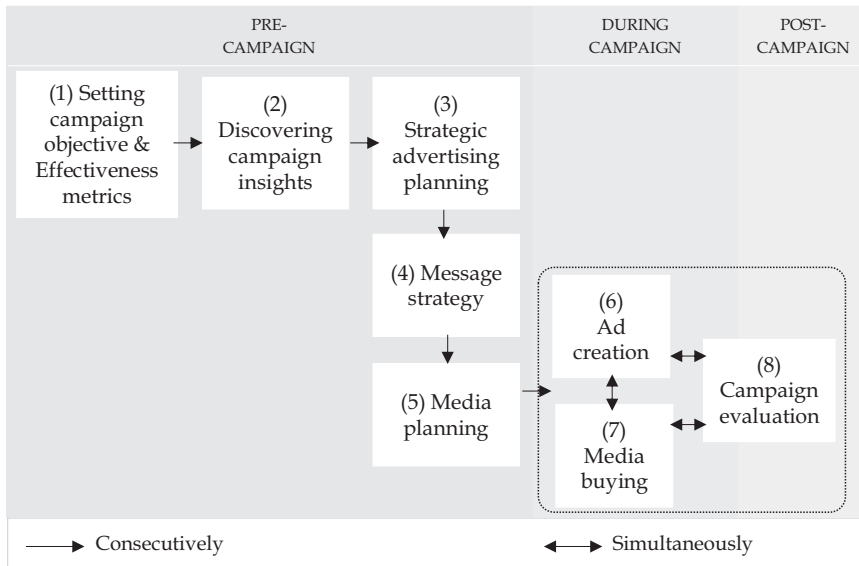 PRE-
CAMPAIGN
DURING
CAMPAIGN
POST-
CAMPAIGN
(1) Setting
campaign
objective &
Effectiveness
metrics
(2)
Discovering
campaign
insights
(3)
Strategic
advertising
planning
(4) Message
strategy
(5) Media
planning
(6)
Ad
creation
(7)
Media
buying
(8)
Campaign
evaluation
Consecutively
Simultaneously